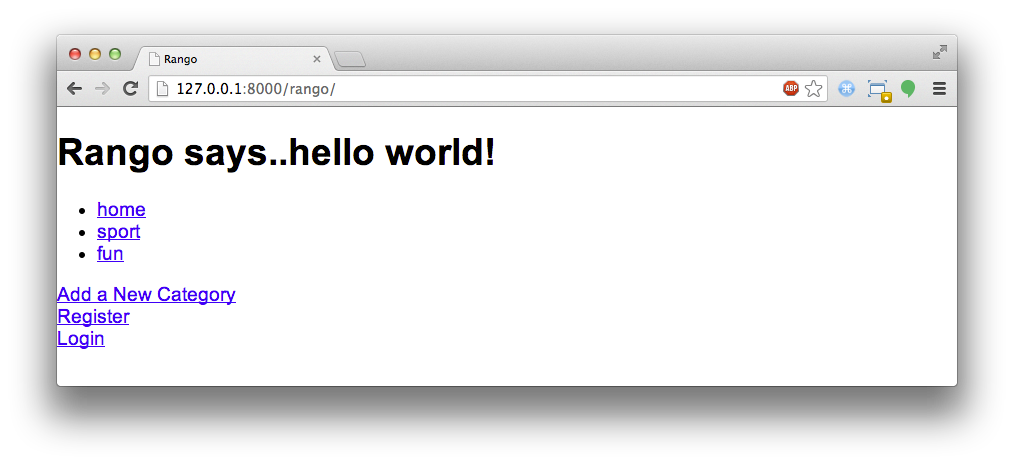 Rango
127.0.0.1:8000/rango/
ABP
Rango says..hello world!
home
sport
fun
Add a New Category
Register
Login